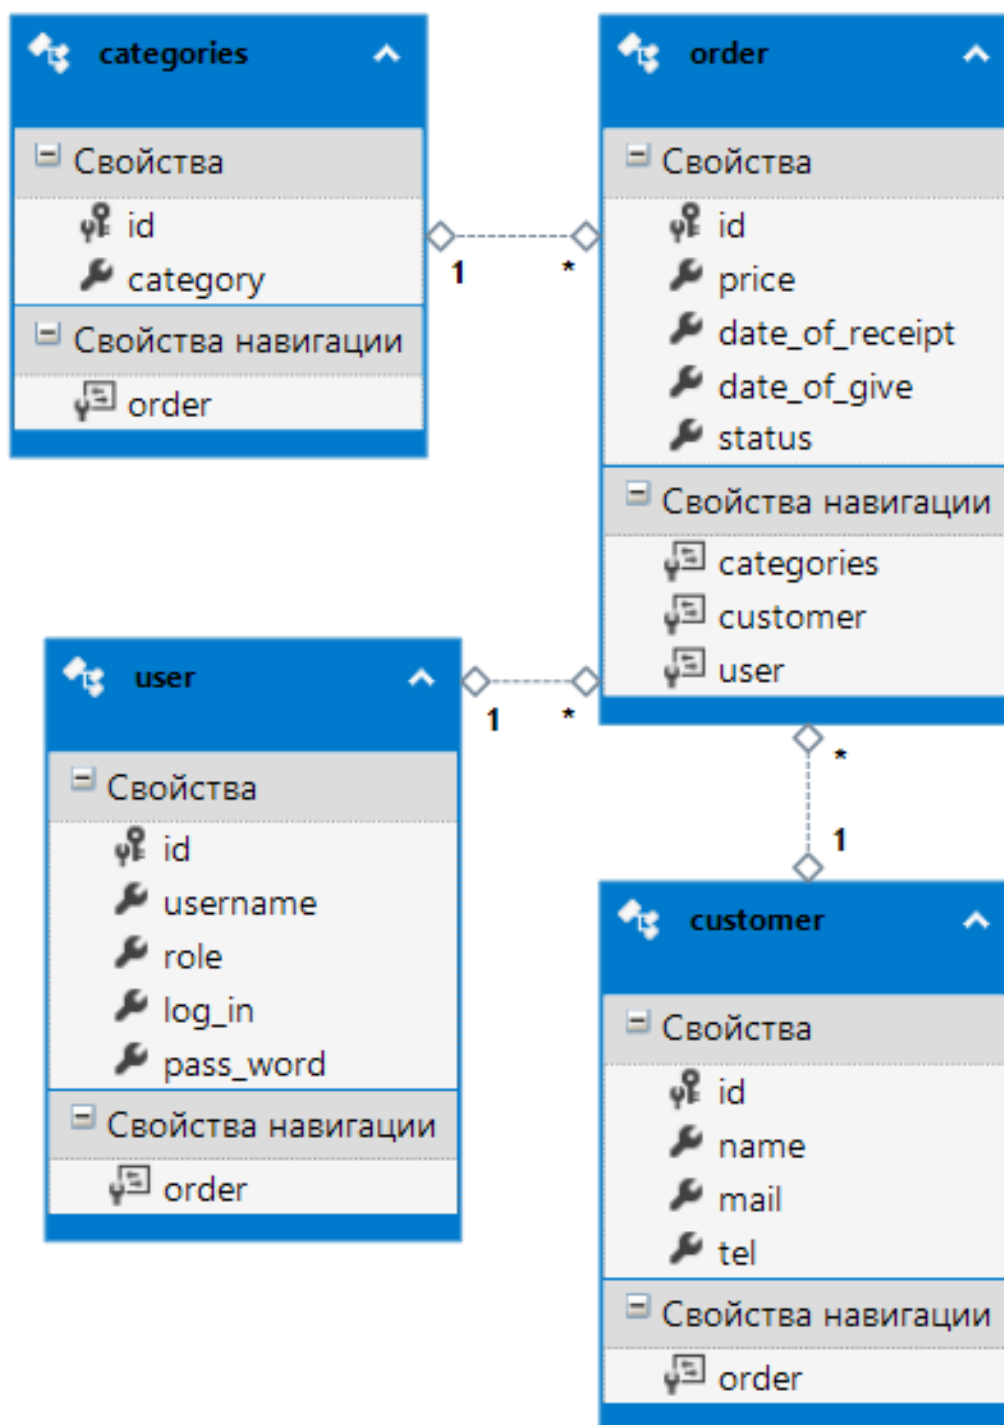 categories
Свойства
id
category
Свойства навигации
order
1
*
order
Свойства
id
price
date_of_receipt
date_of_give
status
Свойства навигации
categories
customer
user
user
Свойства
id
username
role
log_in
pass_word
Свойства навигации
order
1
*
*
1
customer
Свойства
id
name
mail
tel
Свойства навигации
order